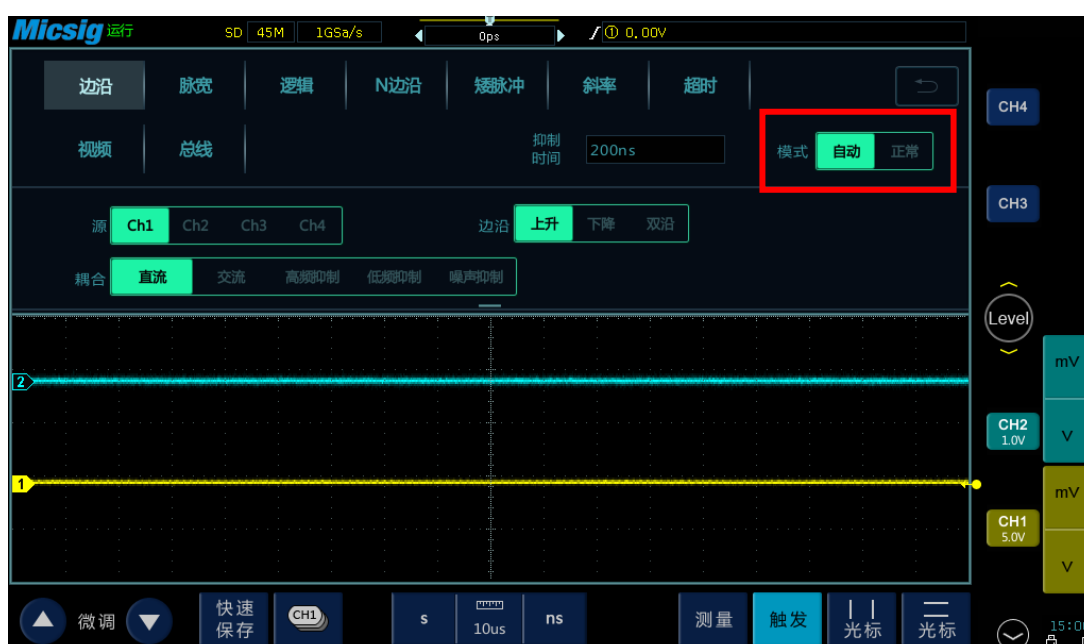 Micsig 运行 SD 45M 1GSa/s 0ps ① 0.00V
边沿 脉宽 逻辑 N边沿 矮脉冲 斜率 超时
视频 总线 抑制时间 200ns 模式 自动 正常
源 Ch1 Ch2 Ch3 Ch4 边沿 上升 下降 双沿
耦合 直流 交流 高频抑制 低频抑制 噪声抑制
CH4
CH3
Level
2
mV
CH2
1.0V
V
1
mV
CH1
5.0V
V
微调 快速保存 CH1 s 10us ns 测量 触发 光标 光标